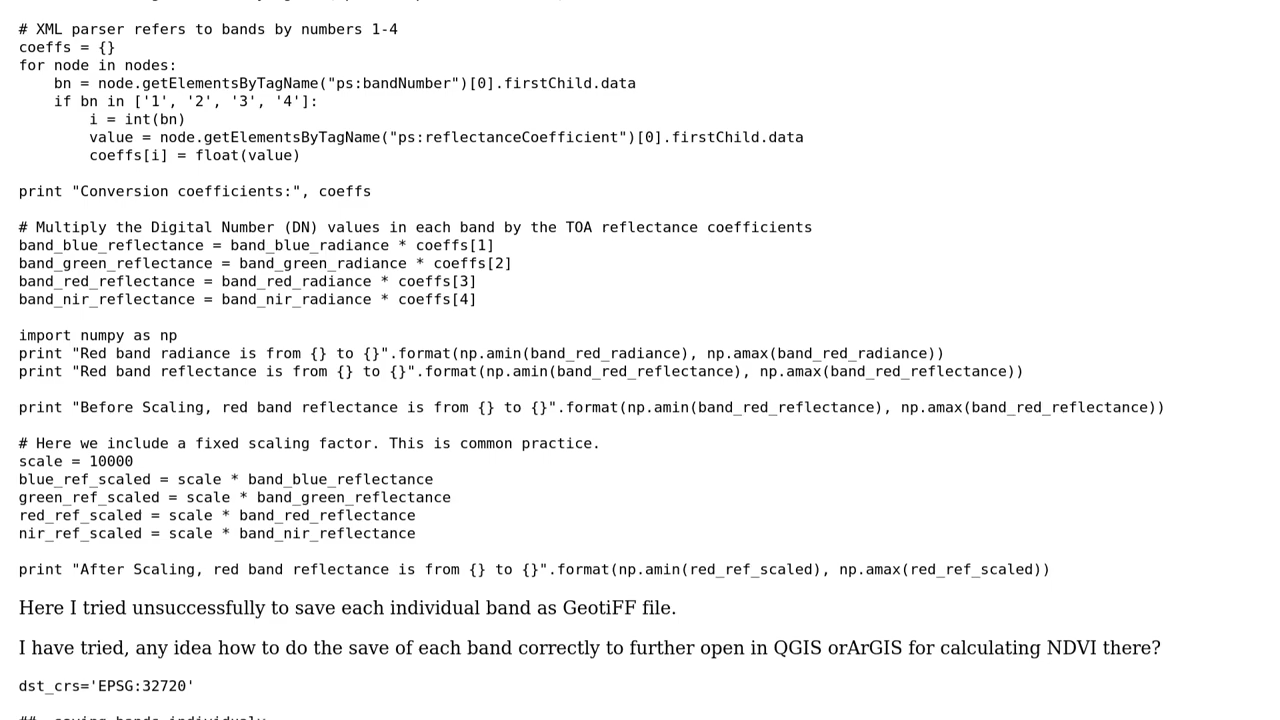 # XML parser refers to bands by numbers 1-4
coeffs = {}
for node in nodes:
    bn = node.getElementsByTagName("ps:bandNumber")[0].firstChild.data
    if bn in ['1', '2', '3', '4']:
        i = int(bn)
        value = node.getElementsByTagName("ps:reflectanceCoefficient")[0].firstChild.data
        coeffs[i] = float(value)

print "Conversion coefficients:", coeffs

# Multiply the Digital Number (DN) values in each band by the TOA reflectance coefficients
band_blue_reflectance = band_blue_radiance * coeffs[1]
band_green_reflectance = band_green_radiance * coeffs[2]
band_red_reflectance = band_red_radiance * coeffs[3]
band_nir_reflectance = band_nir_radiance * coeffs[4]

import numpy as np
print "Red band radiance is from {} to {}".format(np.amin(band_red_radiance), np.amax(band_red_radiance))
print "Red band reflectance is from {} to {}".format(np.amin(band_red_reflectance), np.amax(band_red_reflectance))

print "Before Scaling, red band reflectance is from {} to {}".format(np.amin(band_red_reflectance), np.amax(band_red_reflectance))

# Here we include a fixed scaling factor. This is common practice.
scale = 10000
blue_ref_scaled = scale * band_blue_reflectance
green_ref_scaled = scale * band_green_reflectance
red_ref_scaled = scale * band_red_reflectance
nir_ref_scaled = scale * band_nir_reflectance

print "After Scaling, red band reflectance is from {} to {}".format(np.amin(red_ref_scaled), np.amax(red_ref_scaled))

Here I tried unsuccessfully to save each individual band as GeotiFF file.

I have tried, any idea how to do the save of each band correctly to further open in QGIS orArGIS for calculating NDVI there?

dst_crs='EPSG:32720'